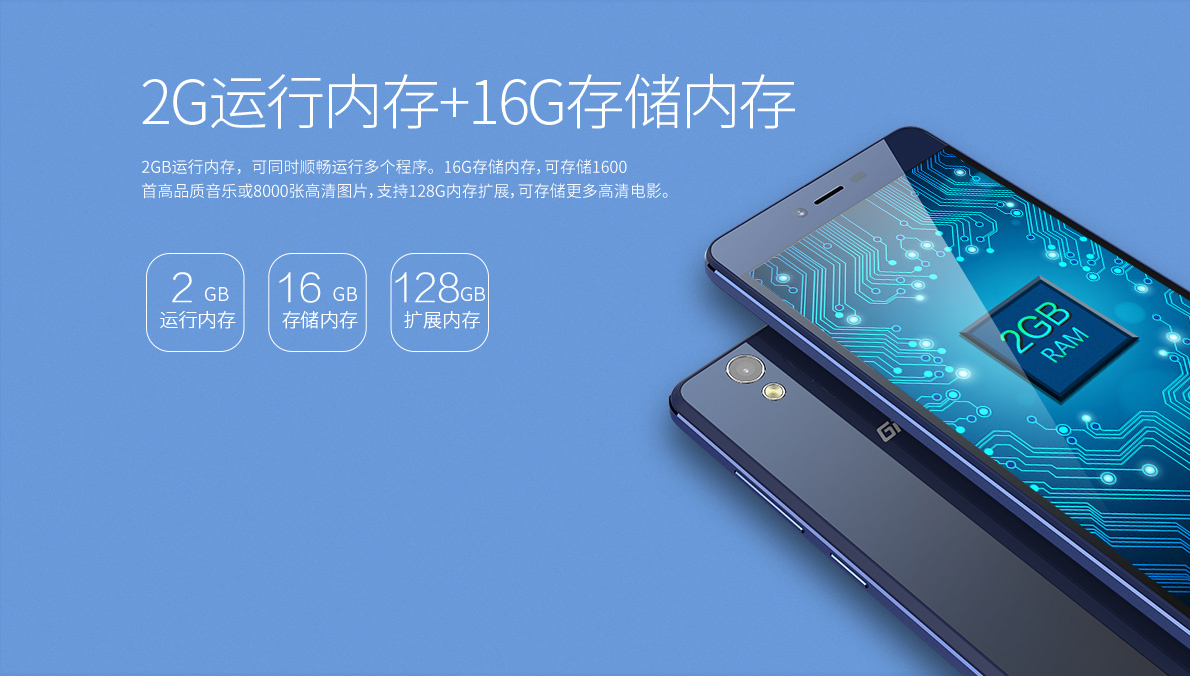 2G运行内存+16G存储内存
2GB运行内存，可同时顺畅运行多个程序。16G存储内存,可存储1600
首高品质音乐或8000张高清图片,支持128G内存扩展,可存储更多高清电影。
2 GB
运行内存
16 GB
存储内存
128GB
扩展内存
2GB
RAM